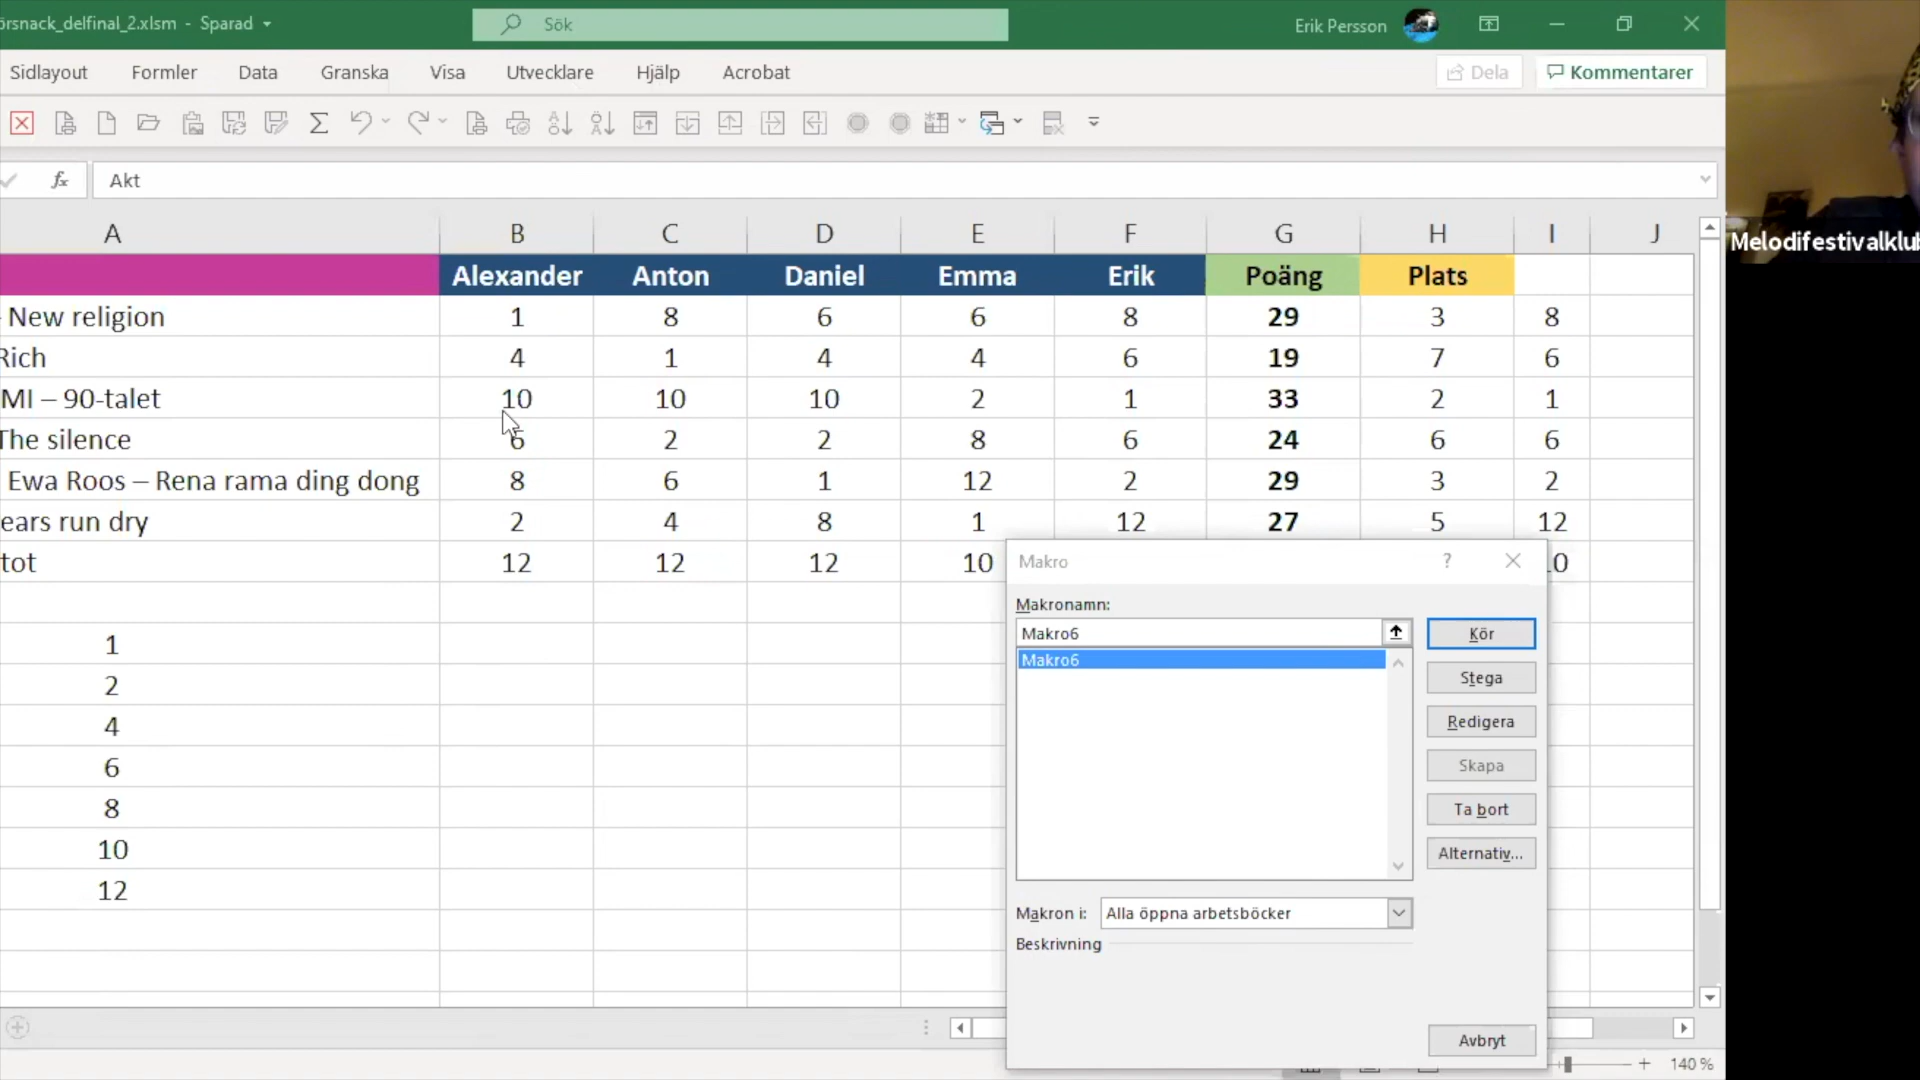 örsnack_delfinal_2.xlsm - Sparad
Sök
Erik Persson
Sidlayout Formler Data Granska Visa Utvecklare Hjälp Acrobat
Dela
Kommentarer
fx
Akt
A B C D E F G H I J
Alexander Anton Daniel Emma Erik Poäng Plats
New religion 1 8 6 6 8 29 3 8
Rich 4 1 4 4 6 19 7 6
MI – 90-talet 10 10 10 2 1 33 2 1
The silence 6 2 2 8 6 24 6 6
Ewa Roos – Rena rama ding dong 8 6 1 12 2 29 3 2
ears run dry 2 4 8 1 12 27 5 12
tot 12 12 12 10 0
1
2
4
6
8
10
12
Makro ?
Makronamn:
Makro6
Makro6
Kör
Stega
Redigera
Skapa
Ta bort
Alternativ...
Makron i: Alla öppna arbetsböcker
Beskrivning
Avbryt
140 %
Melodifestivalklub